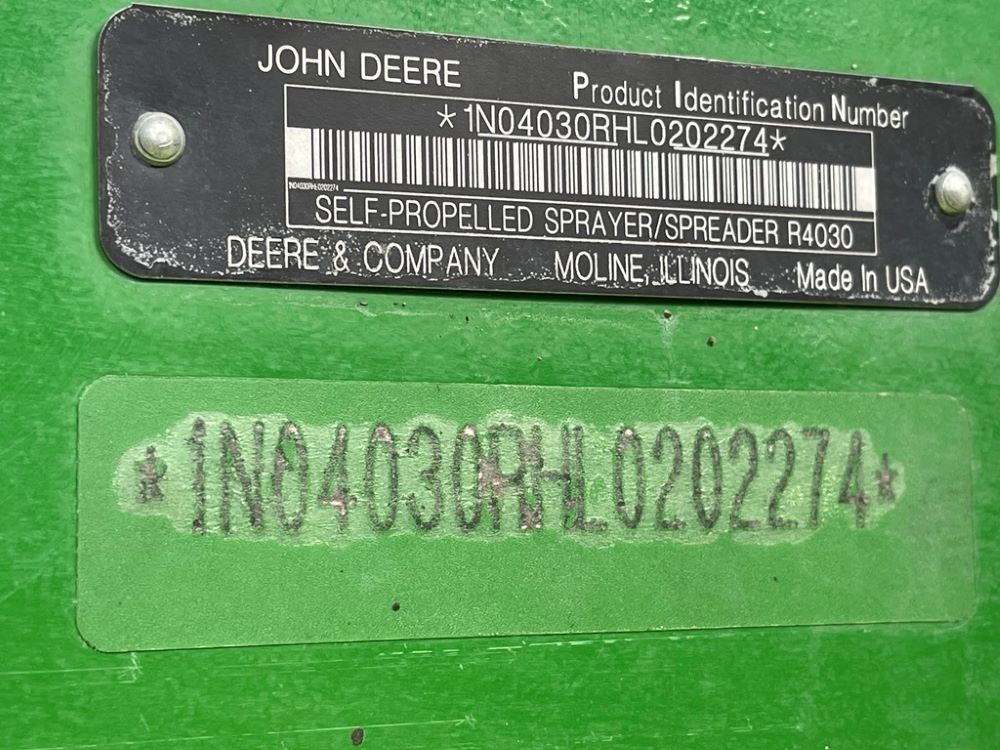 JOHN DEERE
Product Identification Number
*1N04030RHL0202274*
1N04030RHL0202274
SELF-PROPELLED SPRAYER/SPREADER R4030
DEERE & COMPANY MOLINE, ILLINOIS Made In USA
*1N04030RHL0202274*